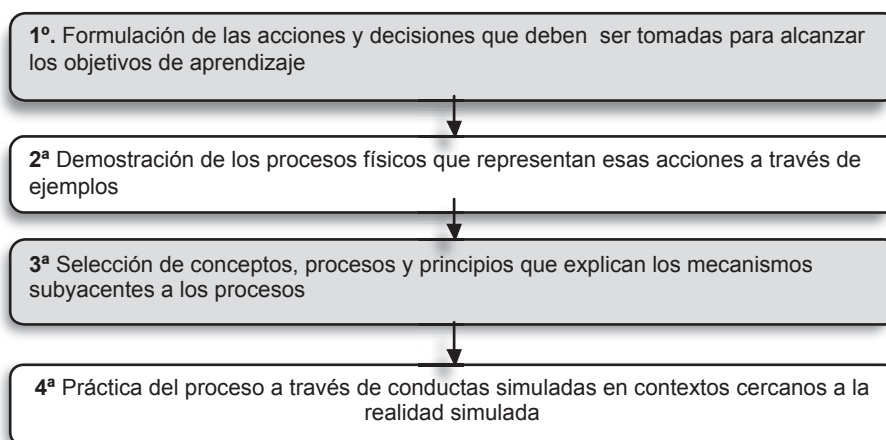 1º. Formulación de las acciones y decisiones que deben ser tomadas para alcanzar
los objetivos de aprendizaje
2ª Demostración de los procesos físicos que representan esas acciones a través de
ejemplos
3ª Selección de conceptos, procesos y principios que explican los mecanismos
subyacentes a los procesos
4ª Práctica del proceso a través de conductas simuladas en contextos cercanos a la
realidad simulada